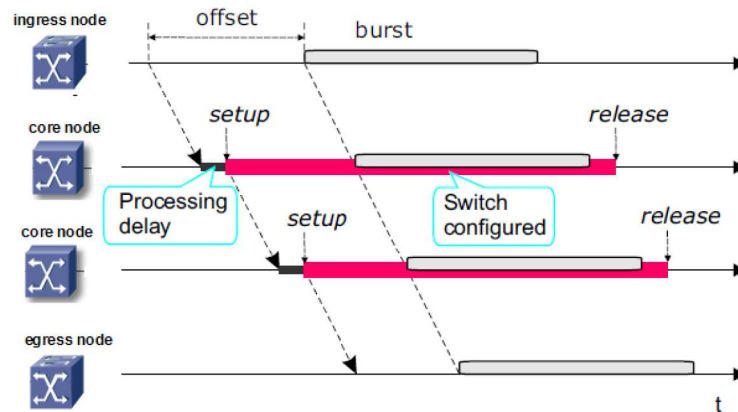 ingress node
offset
burst
core node
setup
release
Processing
delay
Switch
configured
core node
setup
release
egress node
t